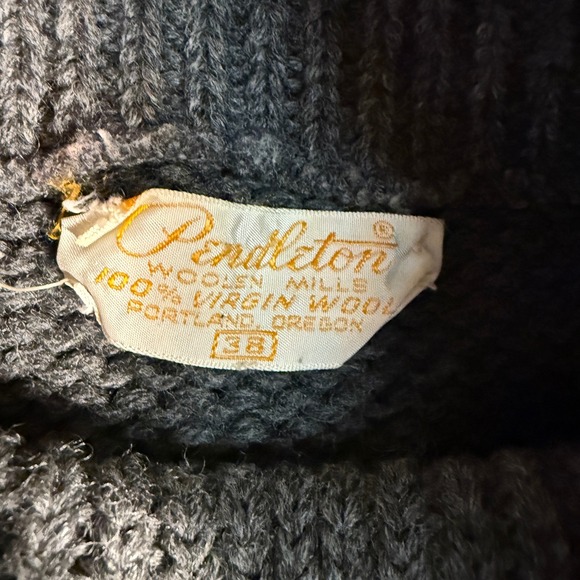 Pendleton ®
WOOLEN MILLS
100% VIRGIN WOOL
PORTLAND, OREGON
38